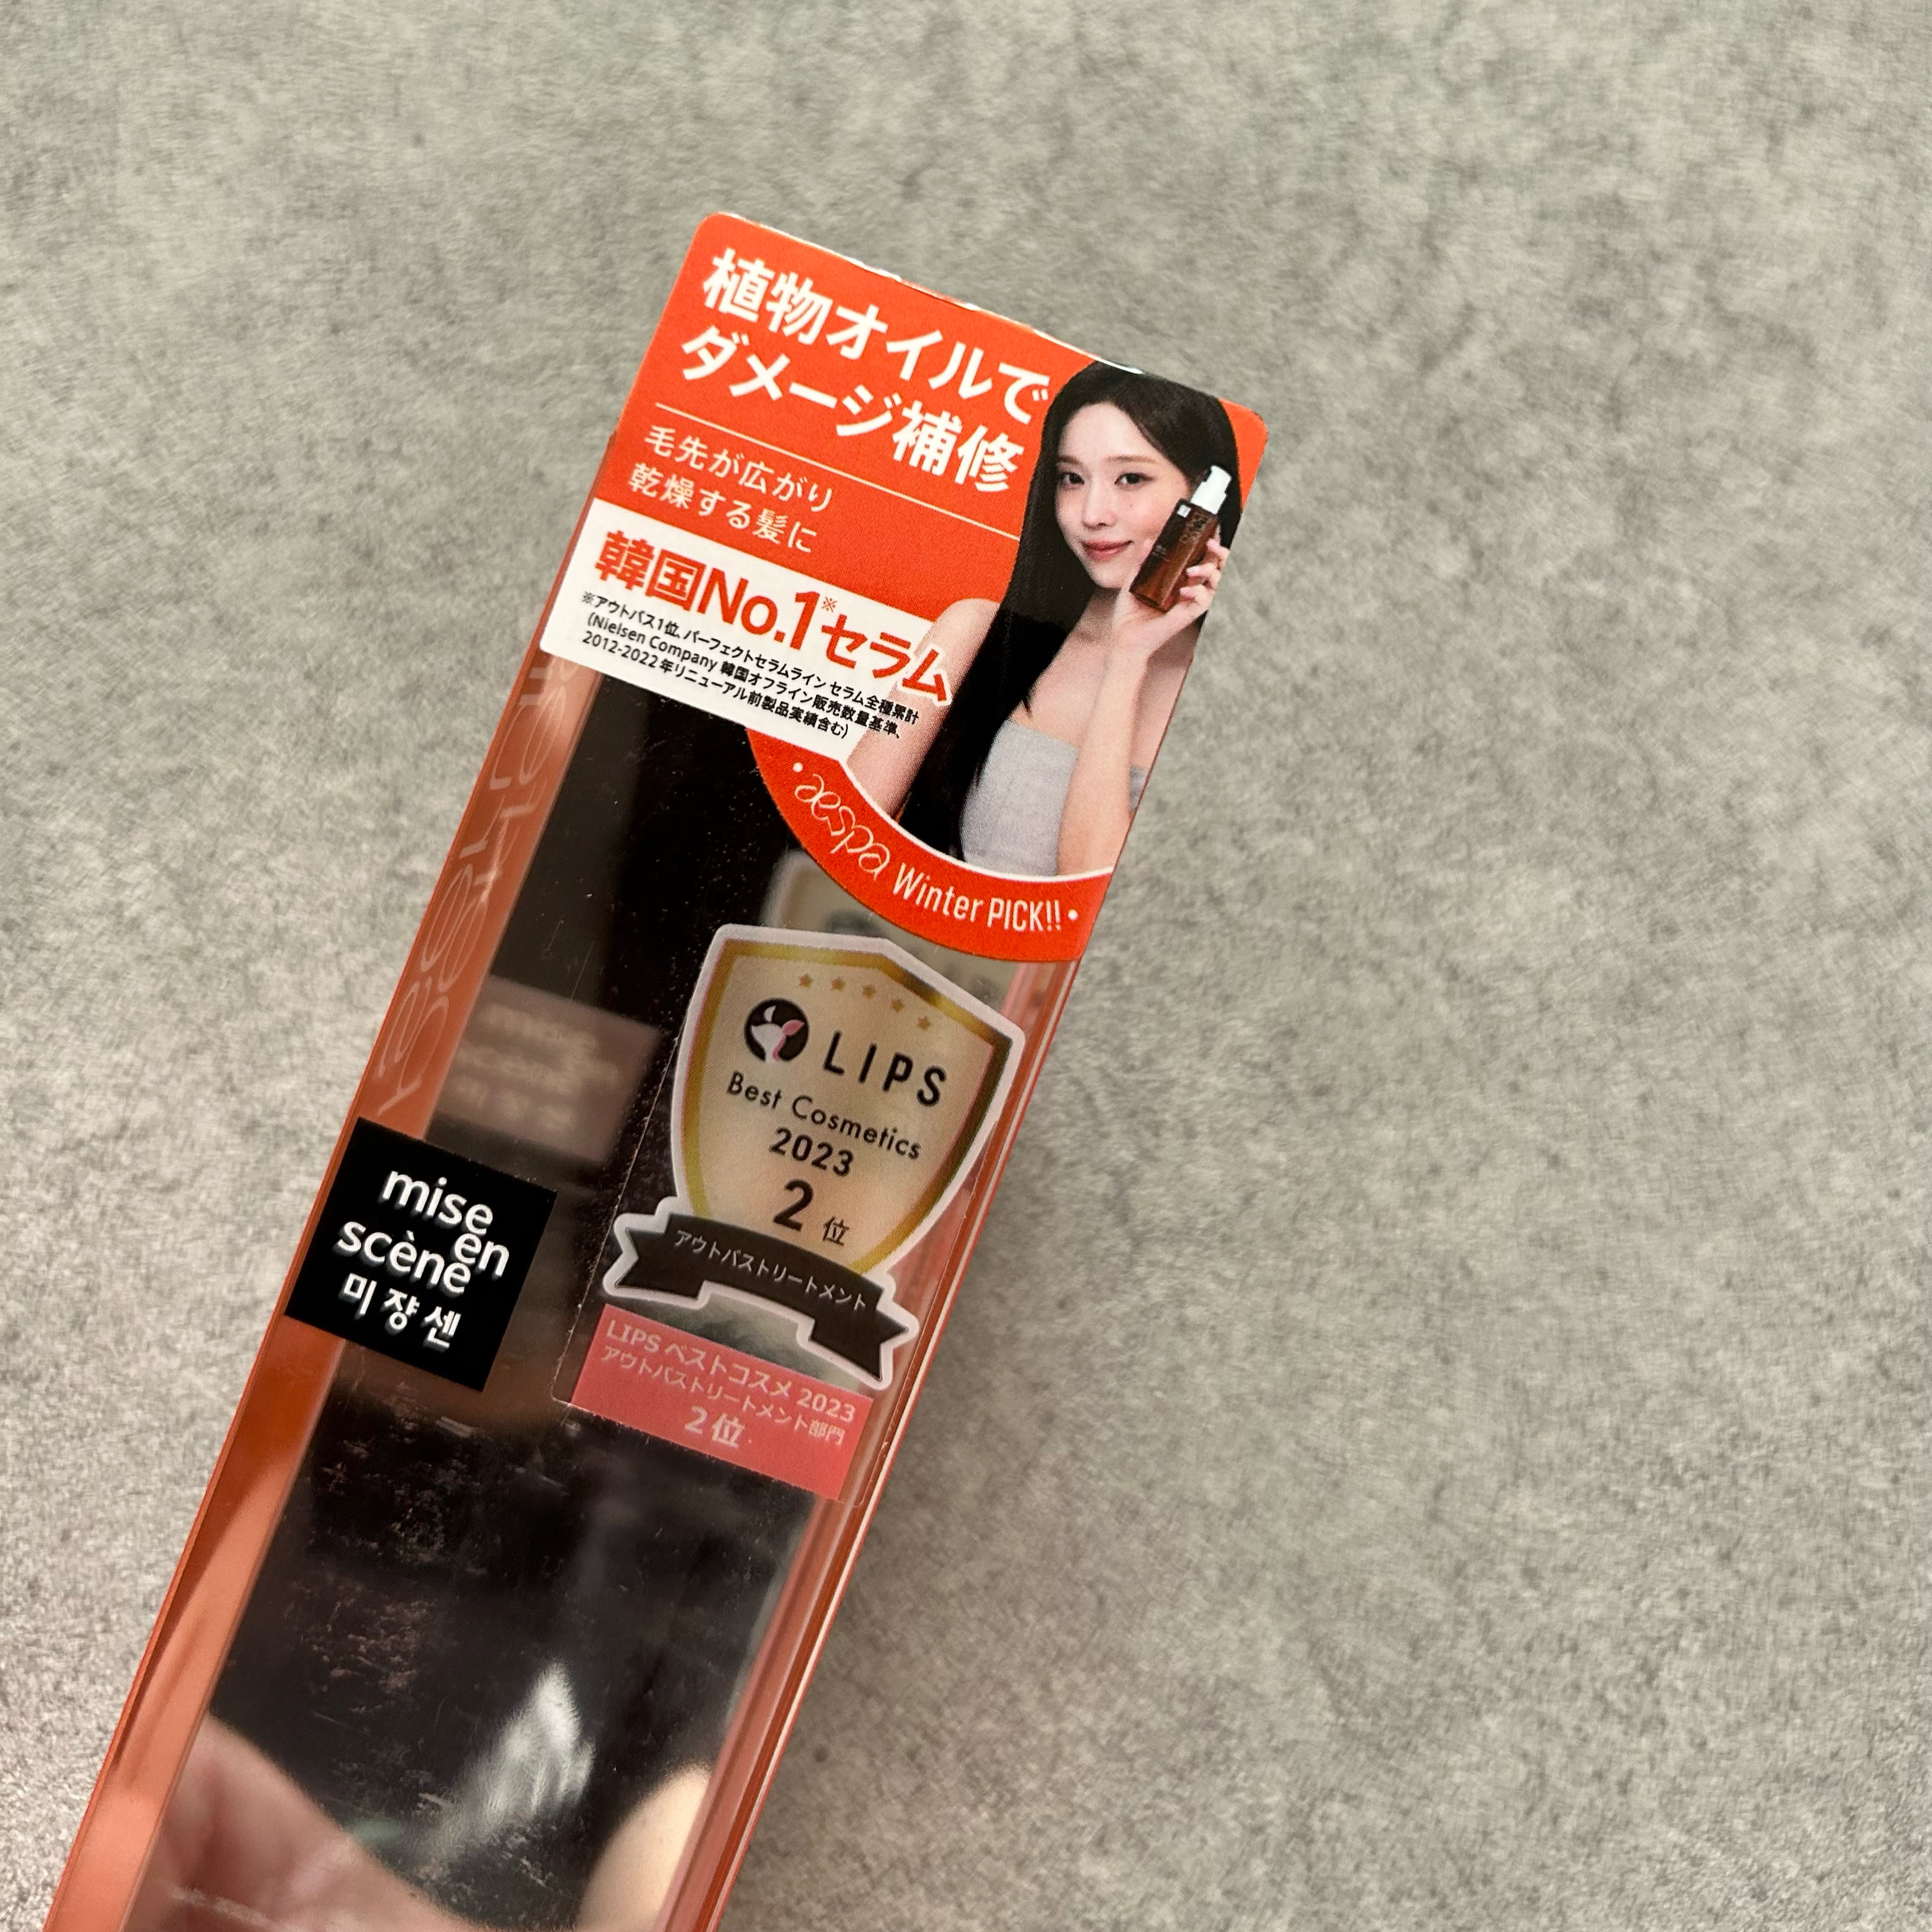 植物オイルで
ダメージ補修
毛先が広がり
乾燥する髪に
韓国No.1※セラム
※アウトバス1位、パーフェクトセラムライン セラム全種累計
(Nielsen Company 韓国オフライン販売数量基準、
2012-2022年リニューアル前製品実績含む)
・aespa Winter PICK!!・
LIPS
Best Cosmetics
2023
2位
アウトバストリートメント
LIPS ベストコスメ 2023
アウトバストリートメント部門
2位
mise
en
scène
미쟝센